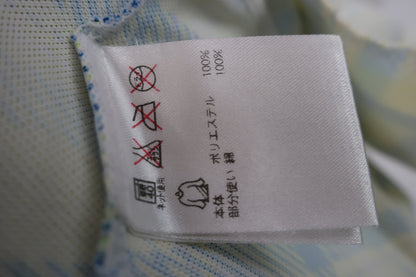 本体 ポリエステル 100%
部分使い 綿 100%
ネット使用